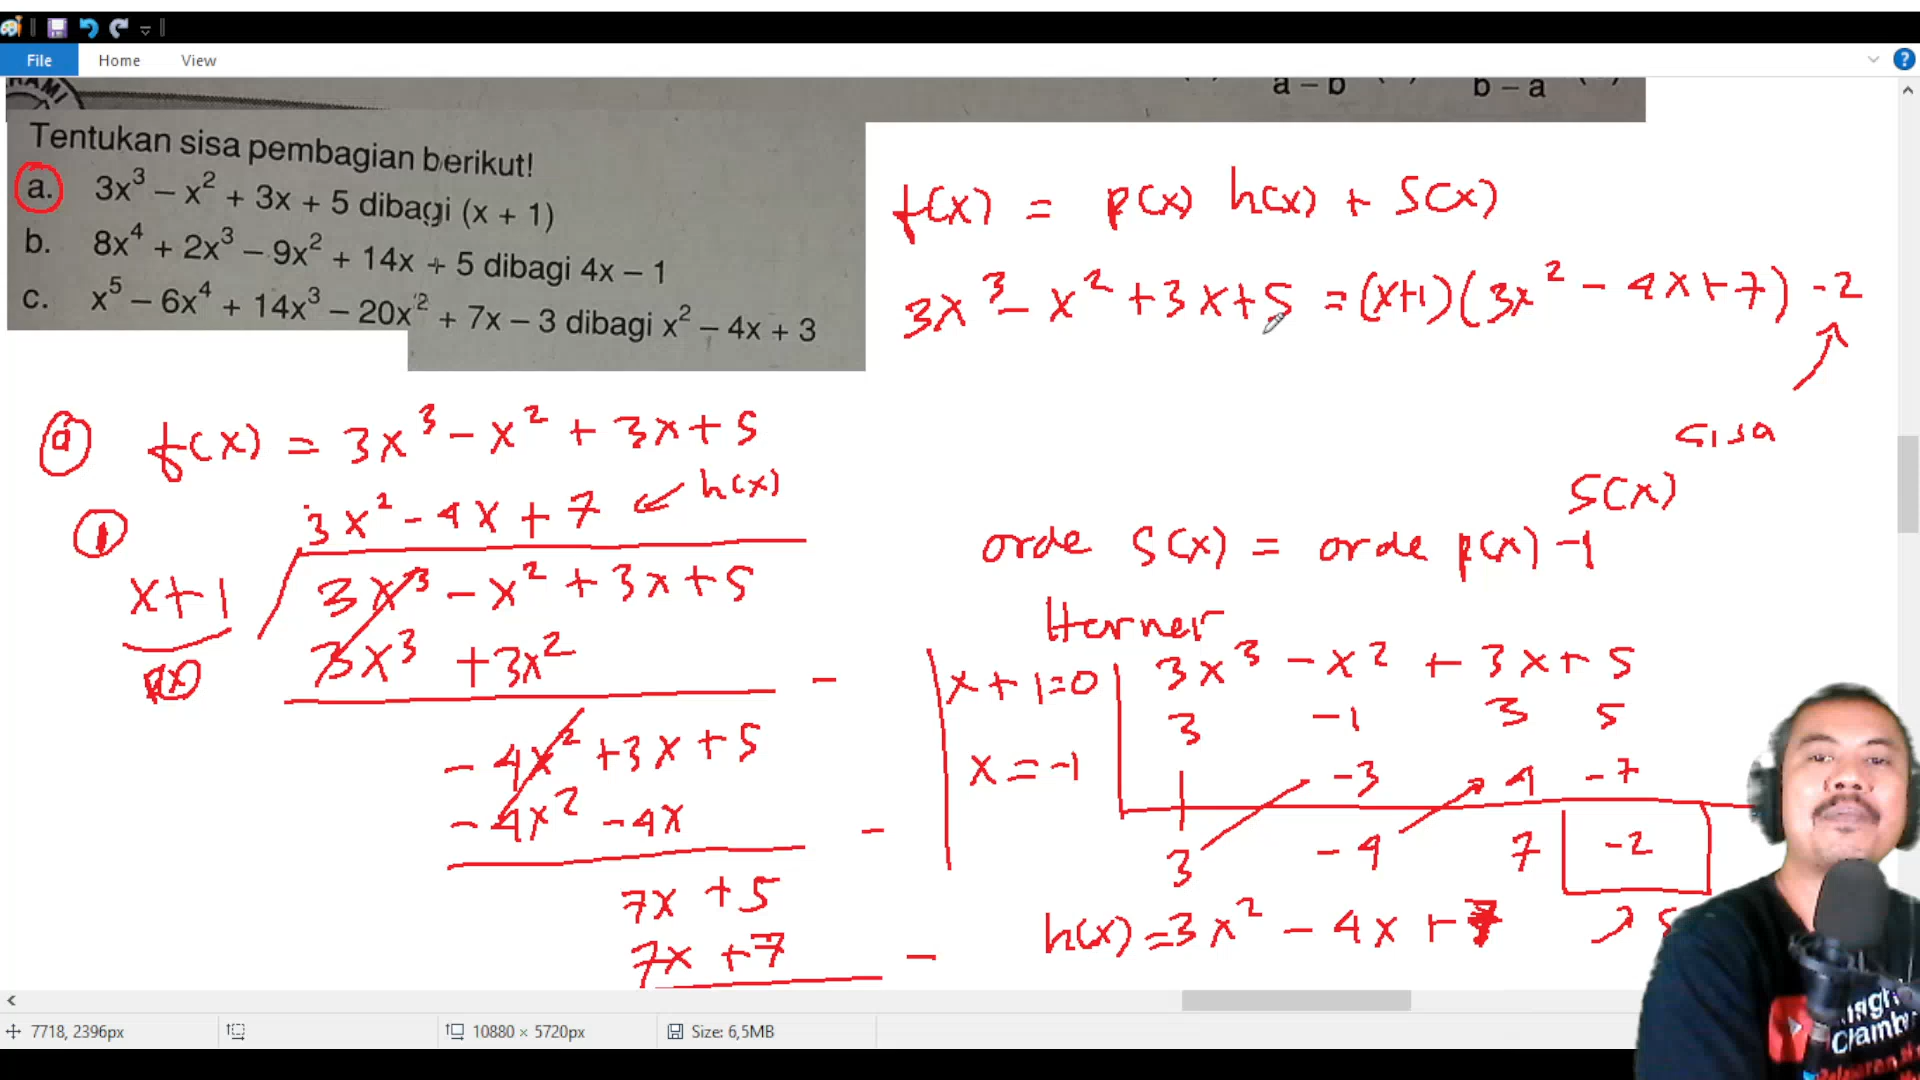 File Home View
a – b b – a
Tentukan sisa pembagian berikut!
a. 3x³ – x² + 3x + 5 dibagi (x + 1)
b. 8x⁴ + 2x³ – 9x² + 14x + 5 dibagi 4x – 1
c. x⁵ – 6x⁴ + 14x³ – 20x² + 7x – 3 dibagi x² – 4x + 3
f(x) = p(x) h(x) + S(x)
3x³ – x² + 3x + 5 = (x+1)(3x² – 4x + 7) – 2
sisa
S(x)
a f(x) = 3x³ – x² + 3x + 5
3x² – 4x + 7 ← h(x)
1
x+1 3x³ – x² + 3x + 5
p(x) 3x³ + 3x² –
– 4x² + 3x + 5
– 4x² – 4x –
7x + 5
7x + 7 –
orde S(x) = orde p(x) – 1
Horner
x + 1 = 0 3x³ – x² + 3x + 5
3 –1 3 5
x = –1 –3 4 –7
3 –4 7 –2
h(x) = 3x² – 4x + 7
7718, 2396px 10880 × 5720px Size: 6,5MB